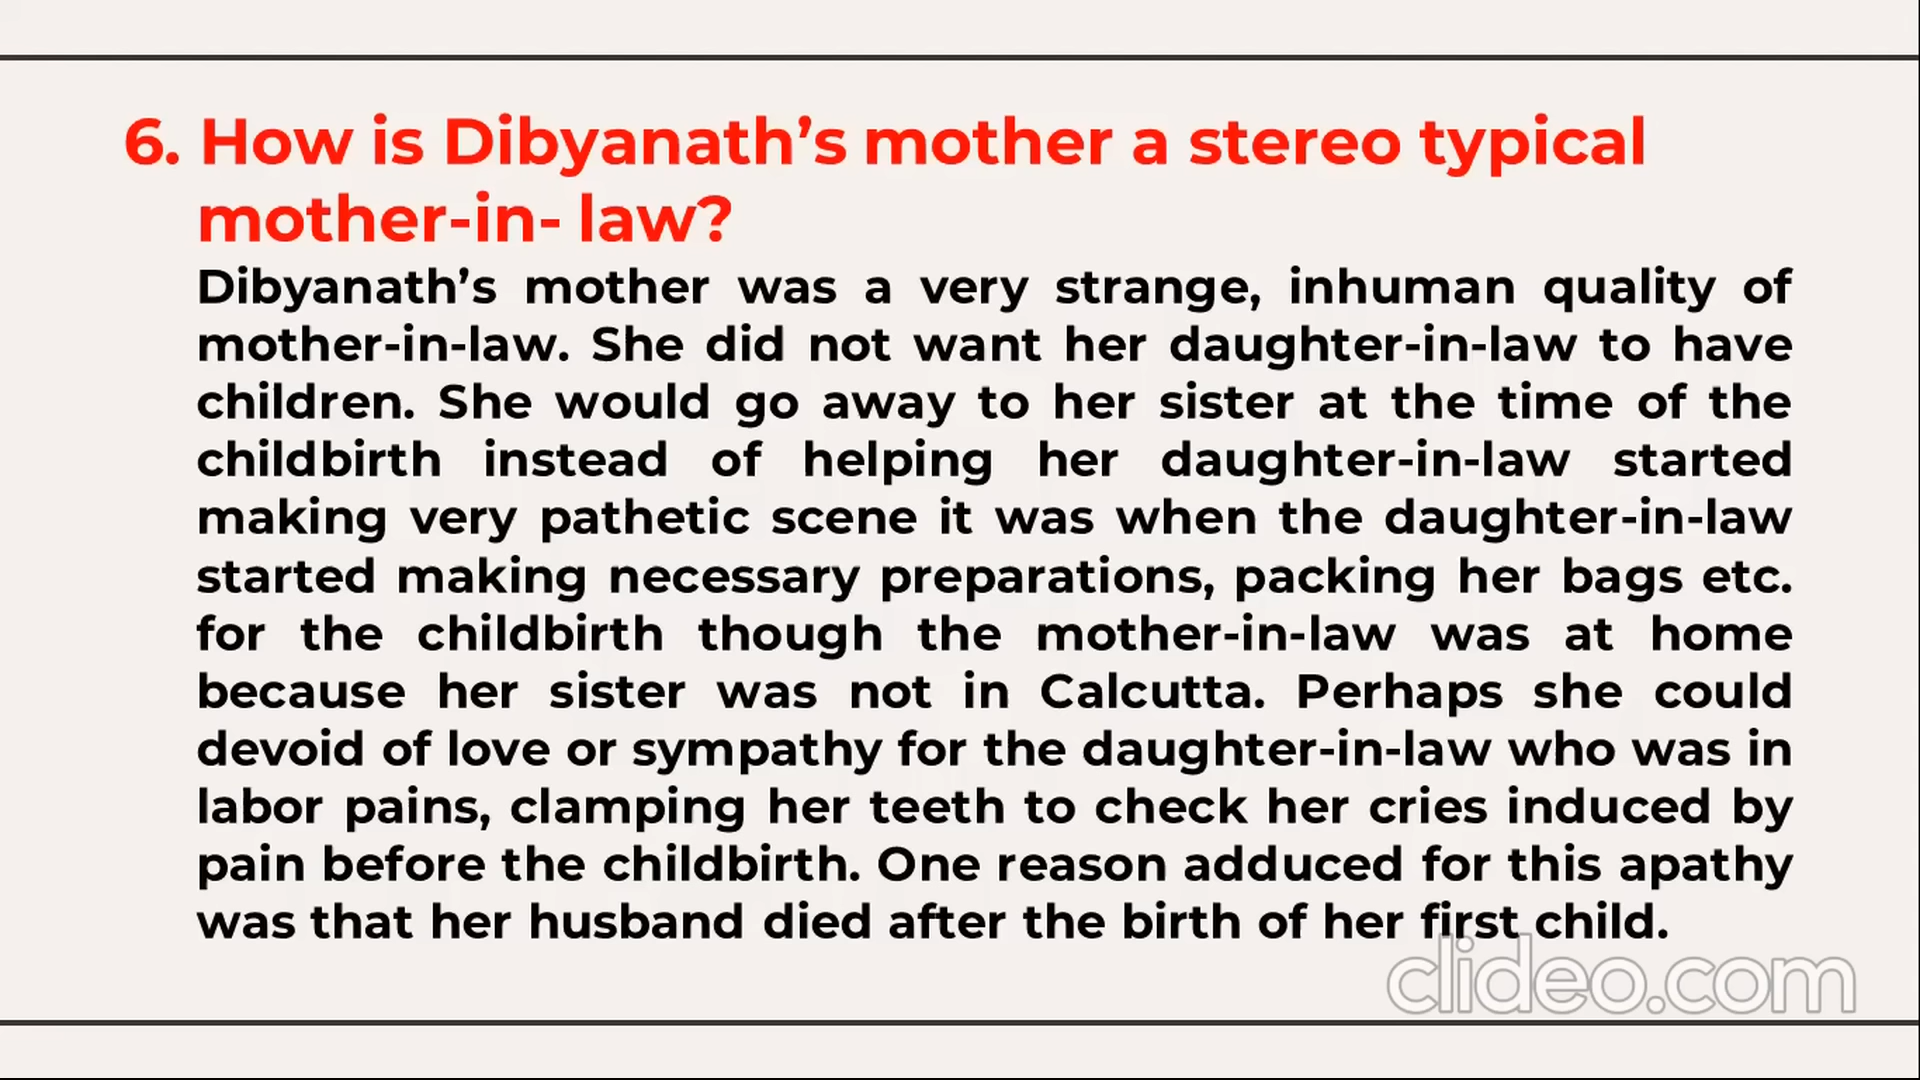 6. How is Dibyanath’s mother a stereo typical
mother-in- law?
Dibyanath’s mother was a very strange, inhuman quality of
mother-in-law. She did not want her daughter-in-law to have
children. She would go away to her sister at the time of the
childbirth instead of helping her daughter-in-law started
making very pathetic scene it was when the daughter-in-law
started making necessary preparations, packing her bags etc.
for the childbirth though the mother-in-law was at home
because her sister was not in Calcutta. Perhaps she could
devoid of love or sympathy for the daughter-in-law who was in
labor pains, clamping her teeth to check her cries induced by
pain before the childbirth. One reason adduced for this apathy
was that her husband died after the birth of her first child.
clideo.com